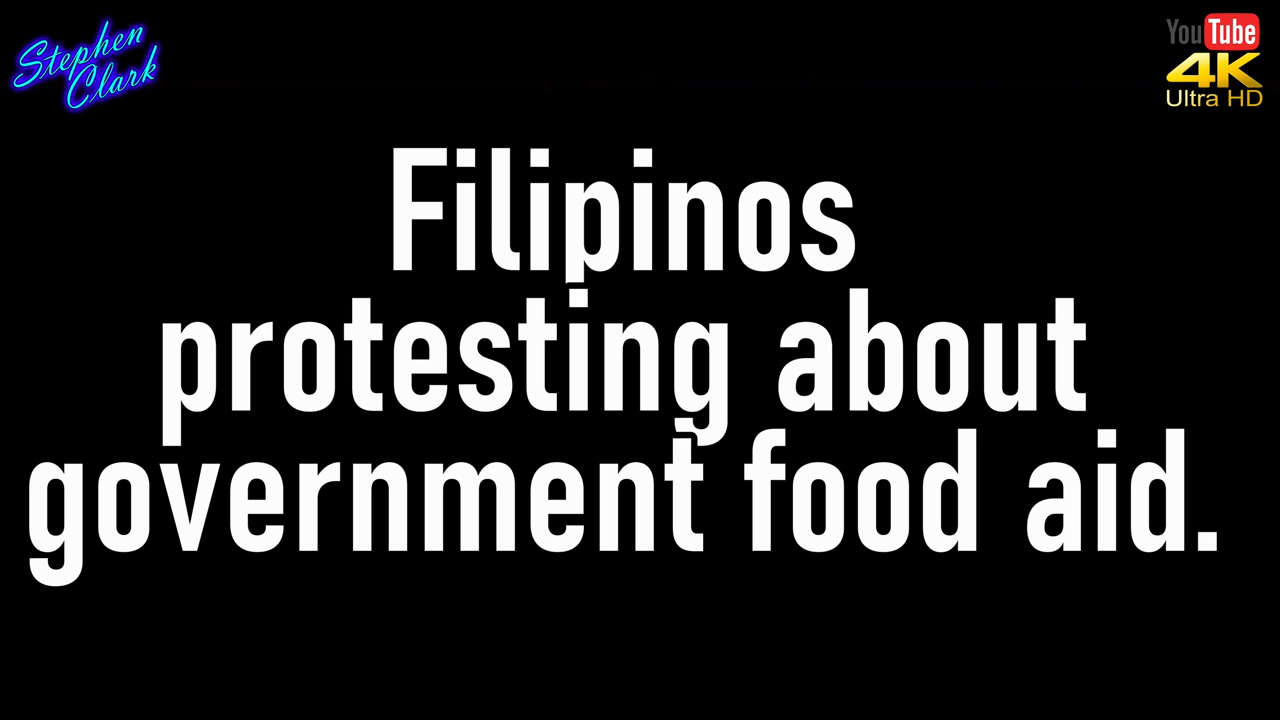 Stephen
Clark
YouTube
4K
Ultra HD
Filipinos
protesting about
government food aid.